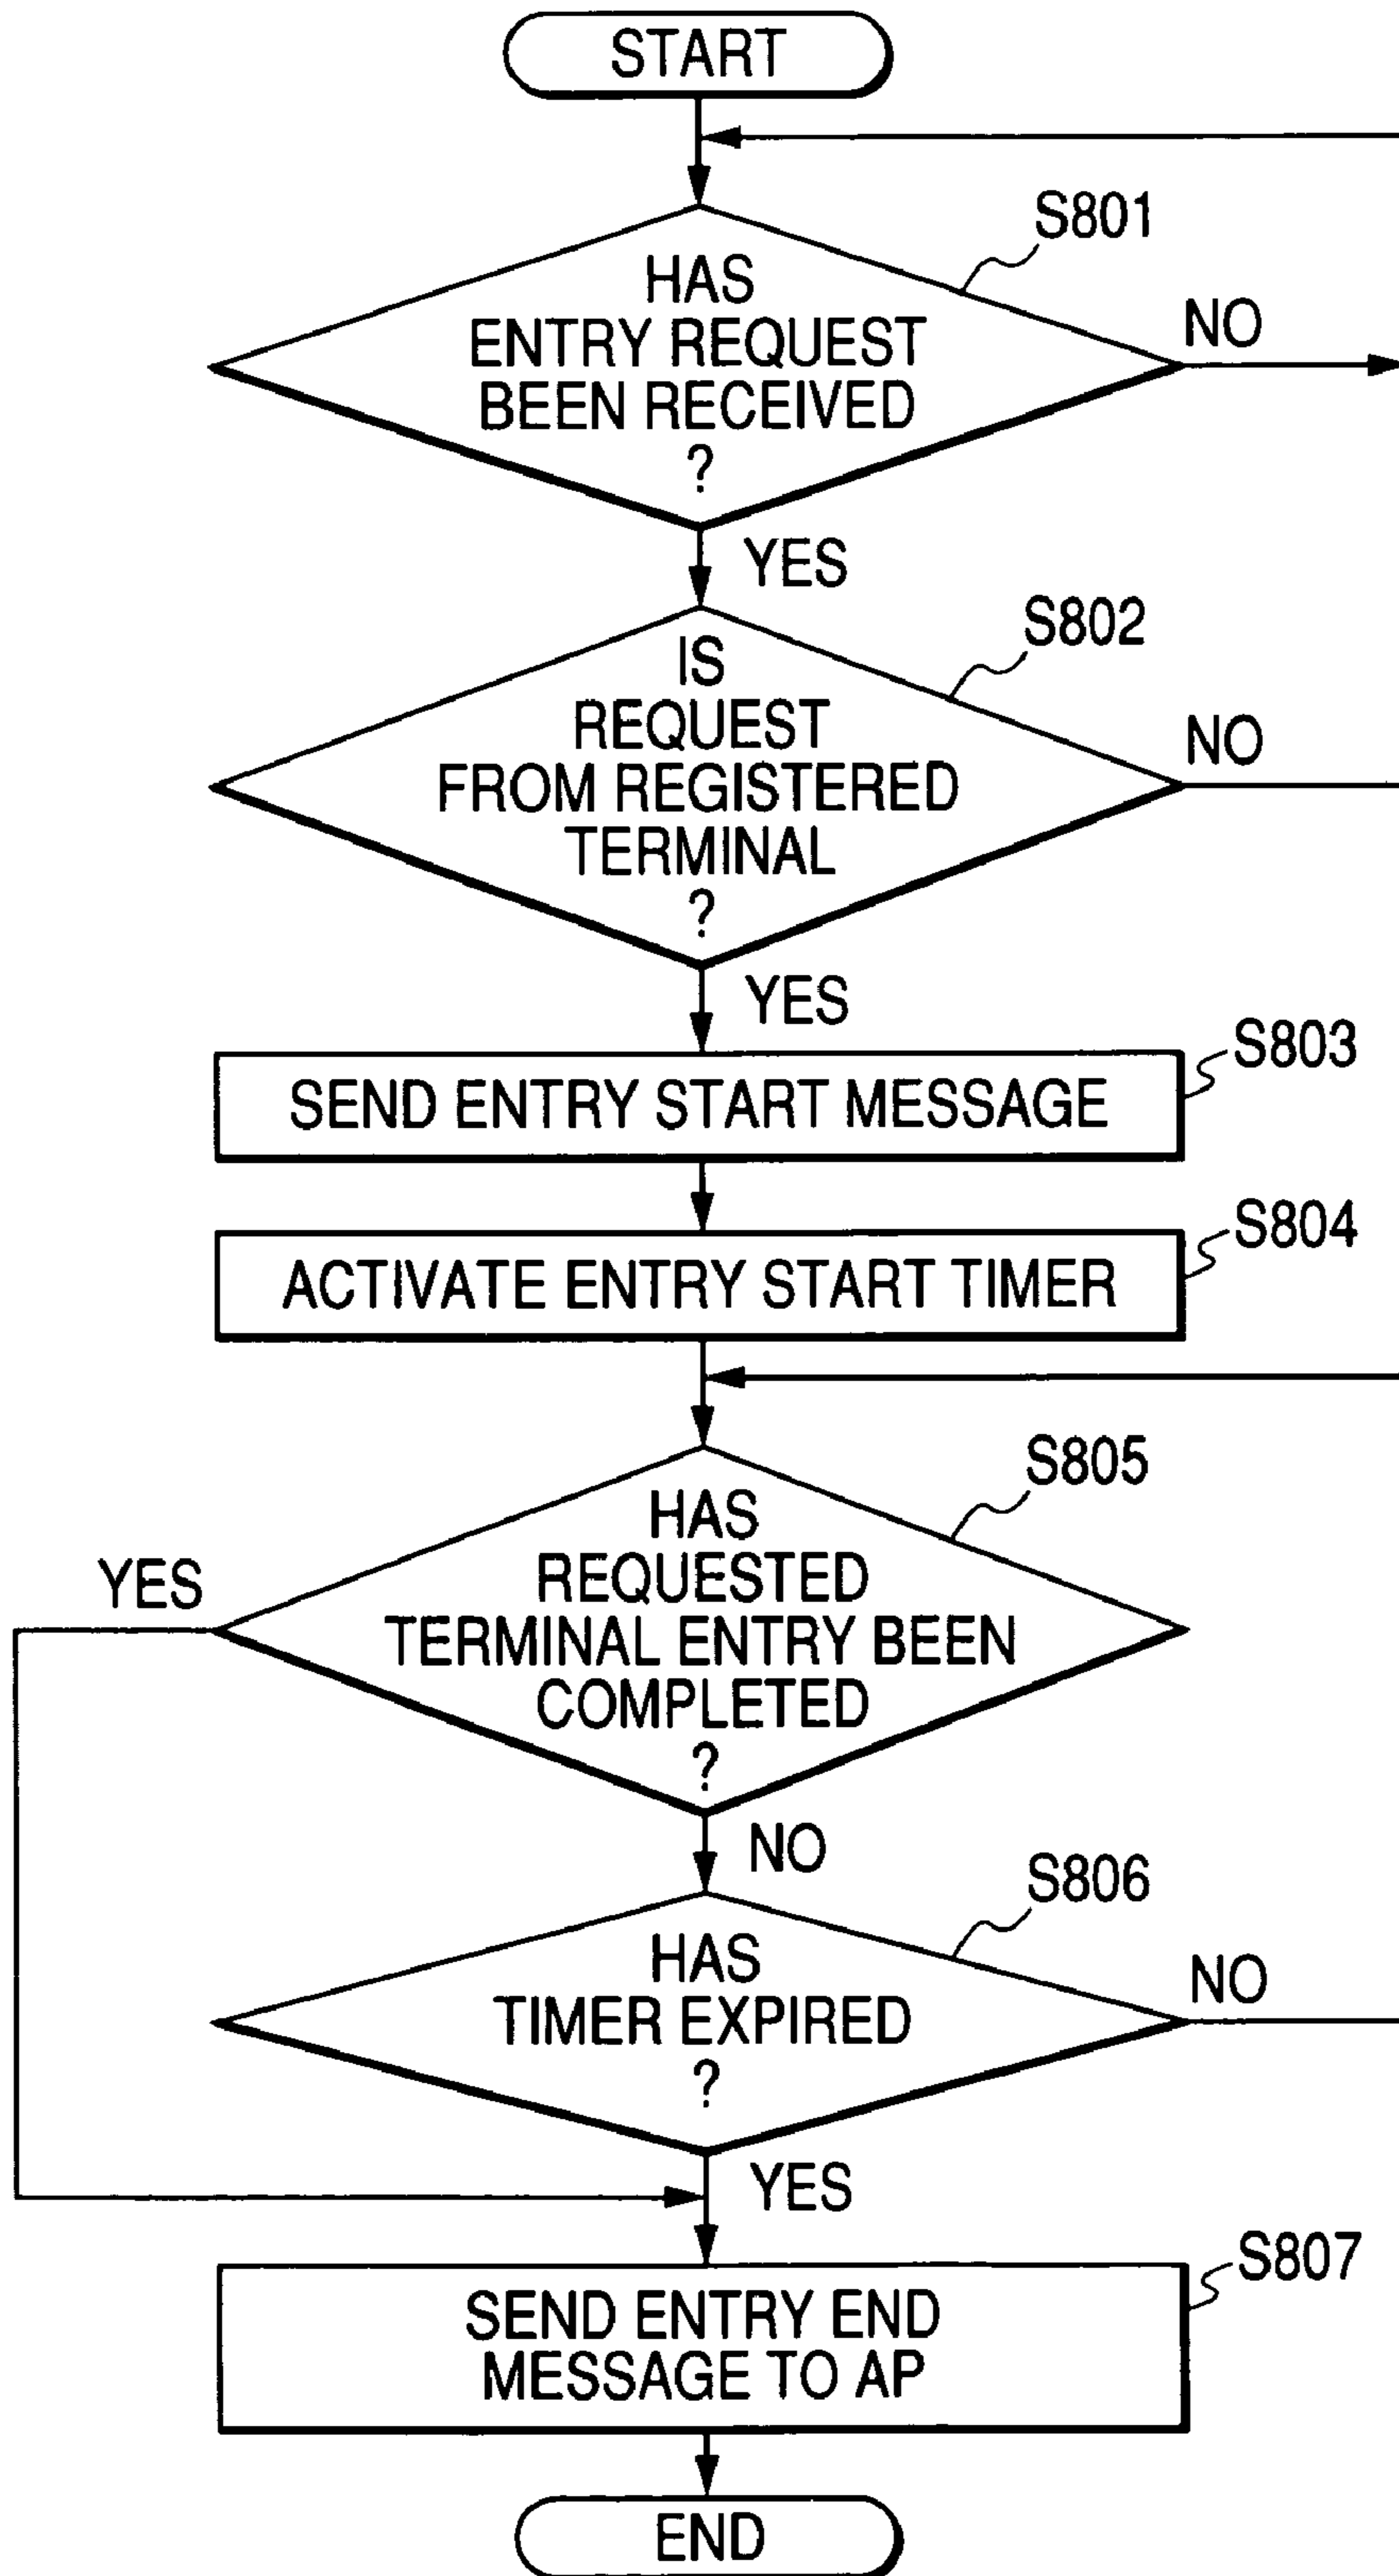 START
S801
HAS
ENTRY REQUEST
BEEN RECEIVED
?
NO
YES
S802
IS
REQUEST
FROM REGISTERED
TERMINAL
?
NO
YES
S803
SEND ENTRY START MESSAGE
S804
ACTIVATE ENTRY START TIMER
S805
HAS
REQUESTED
TERMINAL ENTRY BEEN
COMPLETED
?
YES
NO
S806
HAS
TIMER EXPIRED
?
NO
YES
S807
SEND ENTRY END
MESSAGE TO AP
END